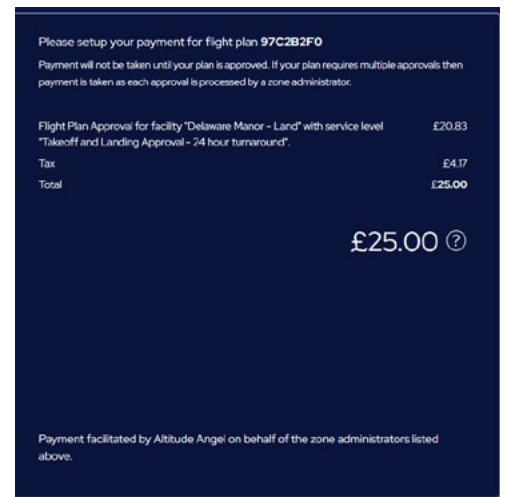 Please setup your payment for flight plan 97C2B2F0
Payment will not be taken until your plan is approved. If your plan requires multiple approvals then
payment is taken as each approval is processed by a zone administrator.
Flight Plan Approval for facility "Delaware Manor - Land" with service level £20.83
"Takeoff and Landing Approval - 24 hour turnaround".
Tax £4.17
Total £25.00
£25.00 ?
Payment facilitated by Altitude Angel on behalf of the zone administrators listed
above.